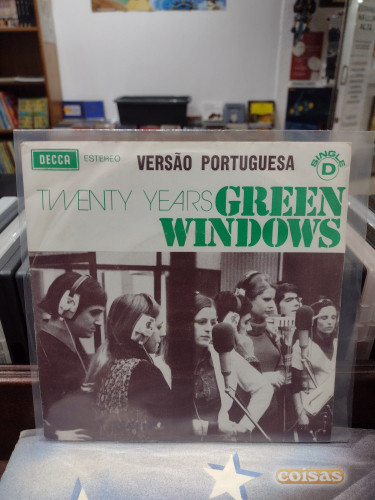 DECCA ESTEREO VERSÃO PORTUGUESA SINGLE D
TWENTY YEARS GREEN
WINDOWS
coisas